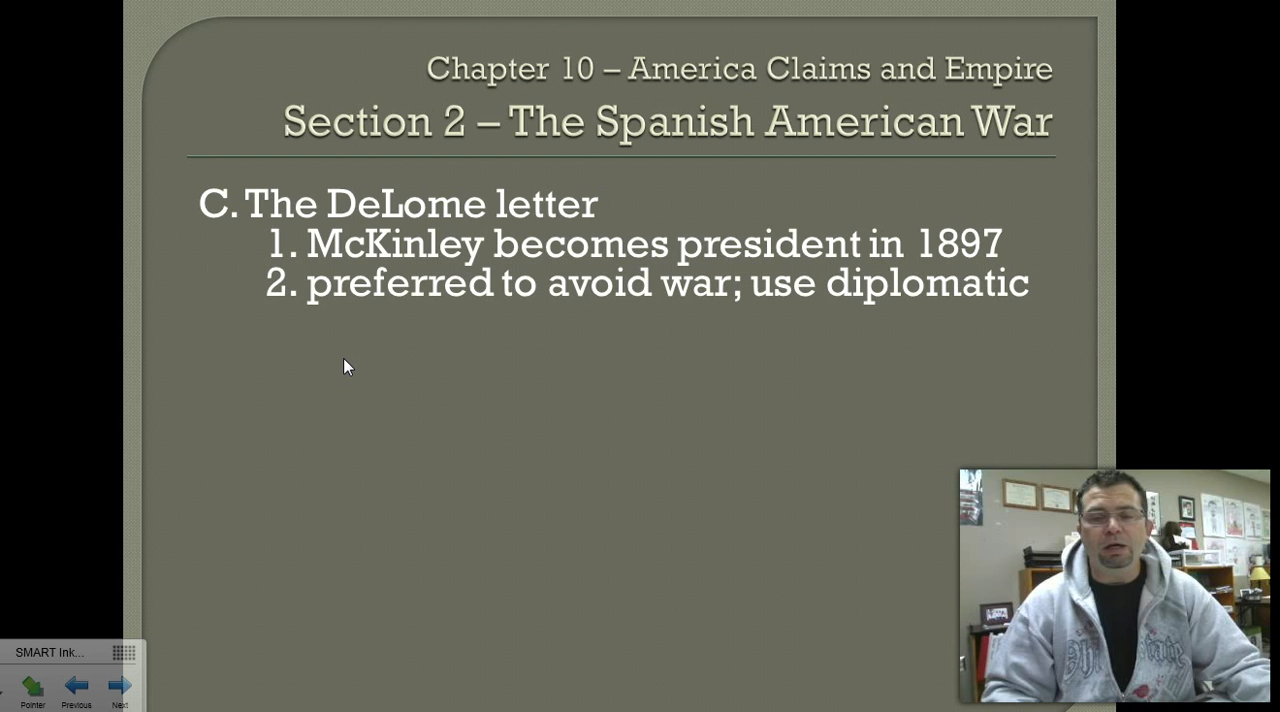 Chapter 10 – America Claims and Empire
Section 2 – The Spanish American War
C. The DeLome letter
1. McKinley becomes president in 1897
2. preferred to avoid war; use diplomatic
SMART Ink...
Pointer Previous Next